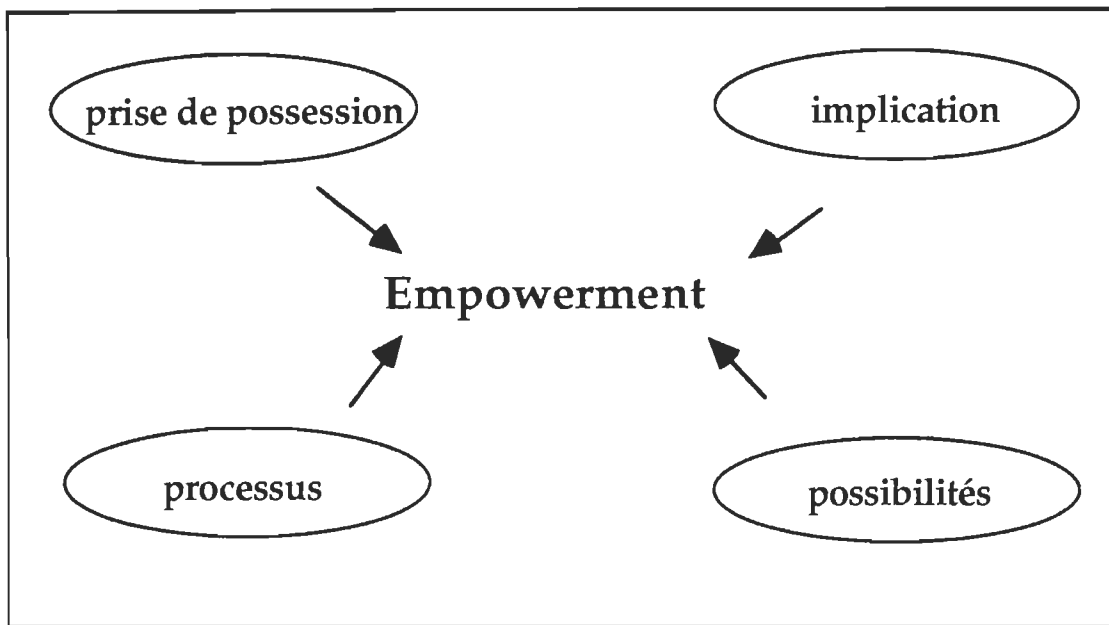 prise de possession
implication
Empowerment
processus
possibilités